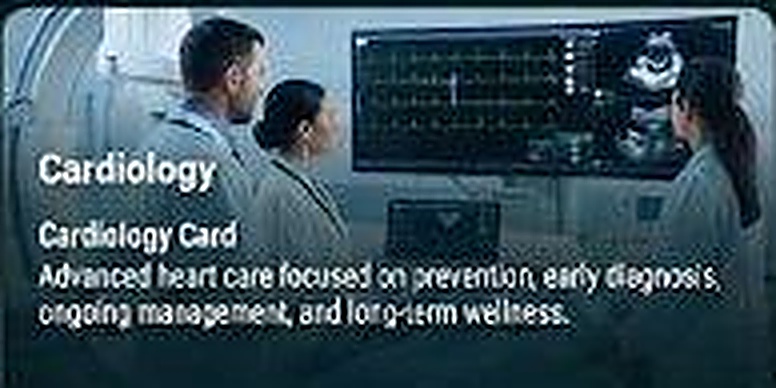 Cardiology
Cardiology Card
Advanced heart care focused on prevention, early diagnosis,
ongoing management, and long-term wellness.